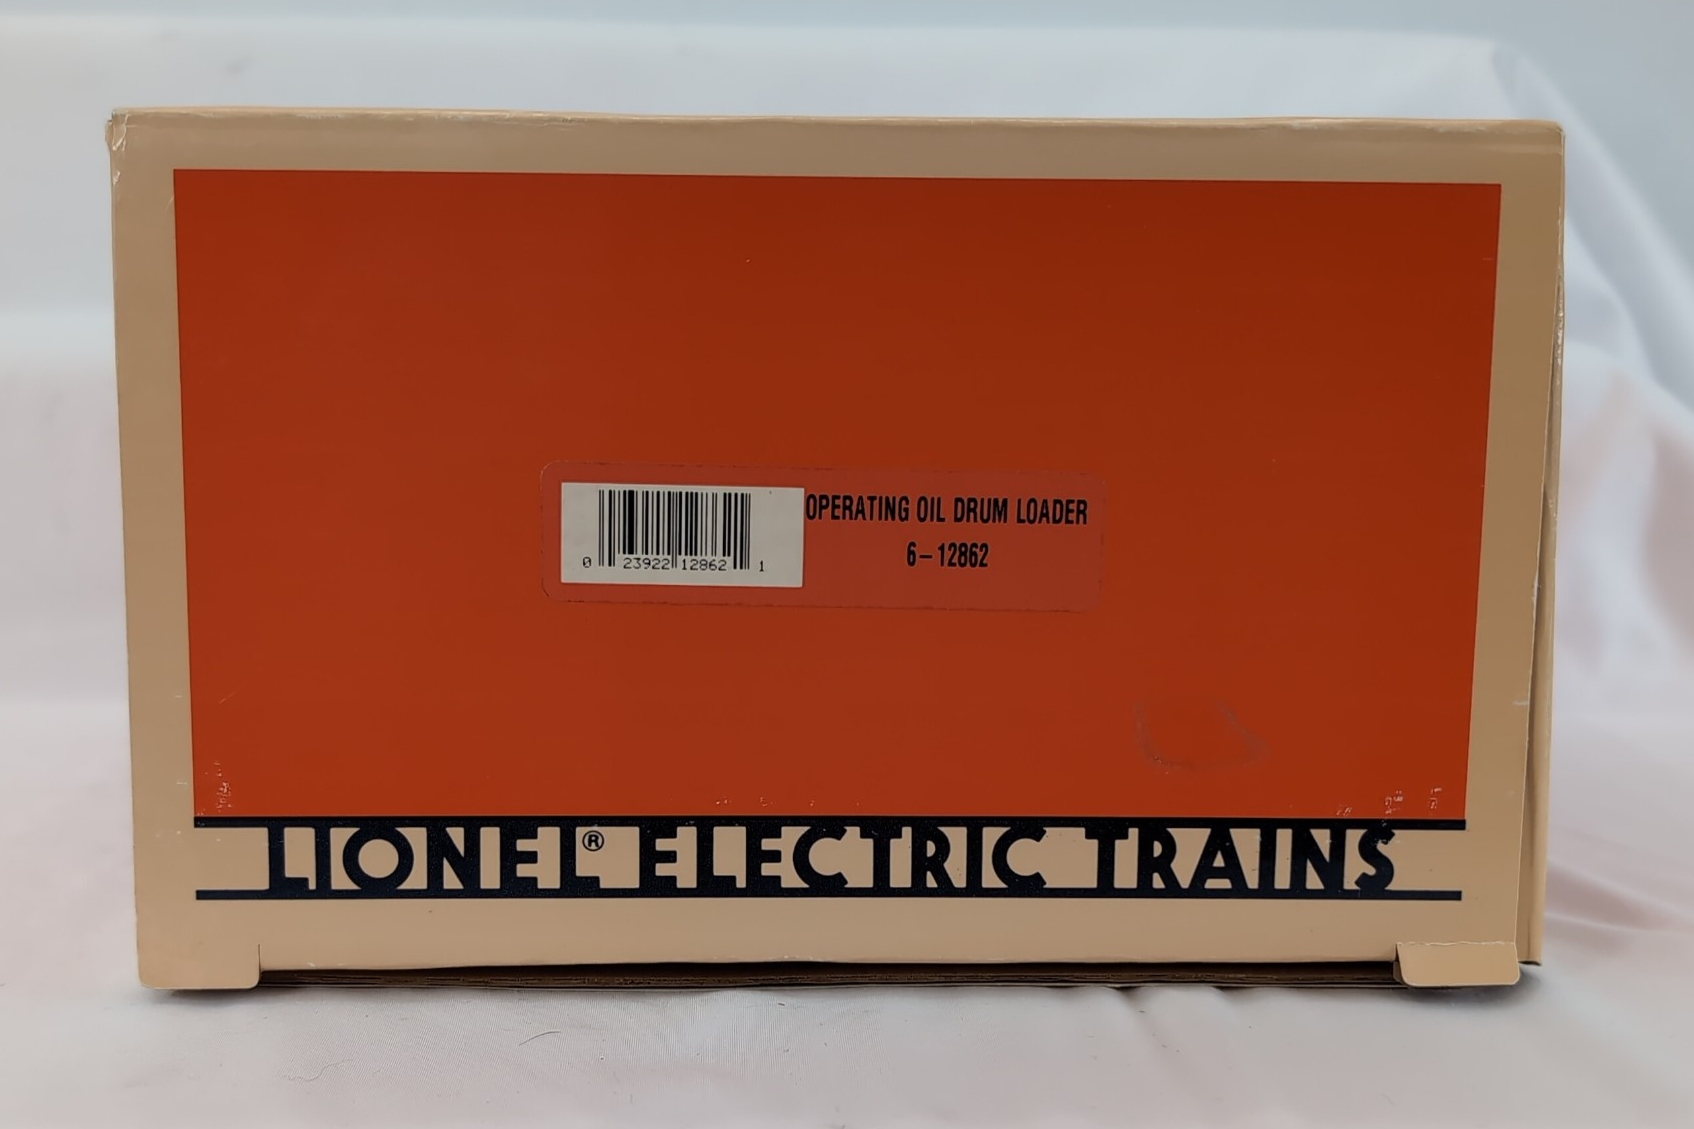 OPERATING OIL DRUM LOADER
6-12862
0 23922 12862 1
LIONEL® ELECTRIC TRAINS